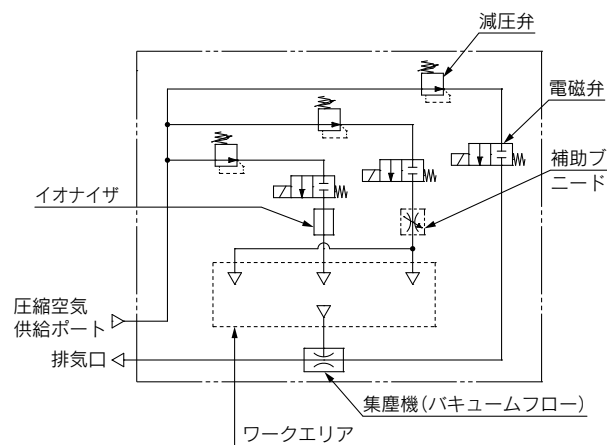 減圧弁
電磁弁
補助ブ
ニード
イオナイザ
圧縮空気
供給ポート
排気口
集塵機(バキュームフロー)
ワークエリア